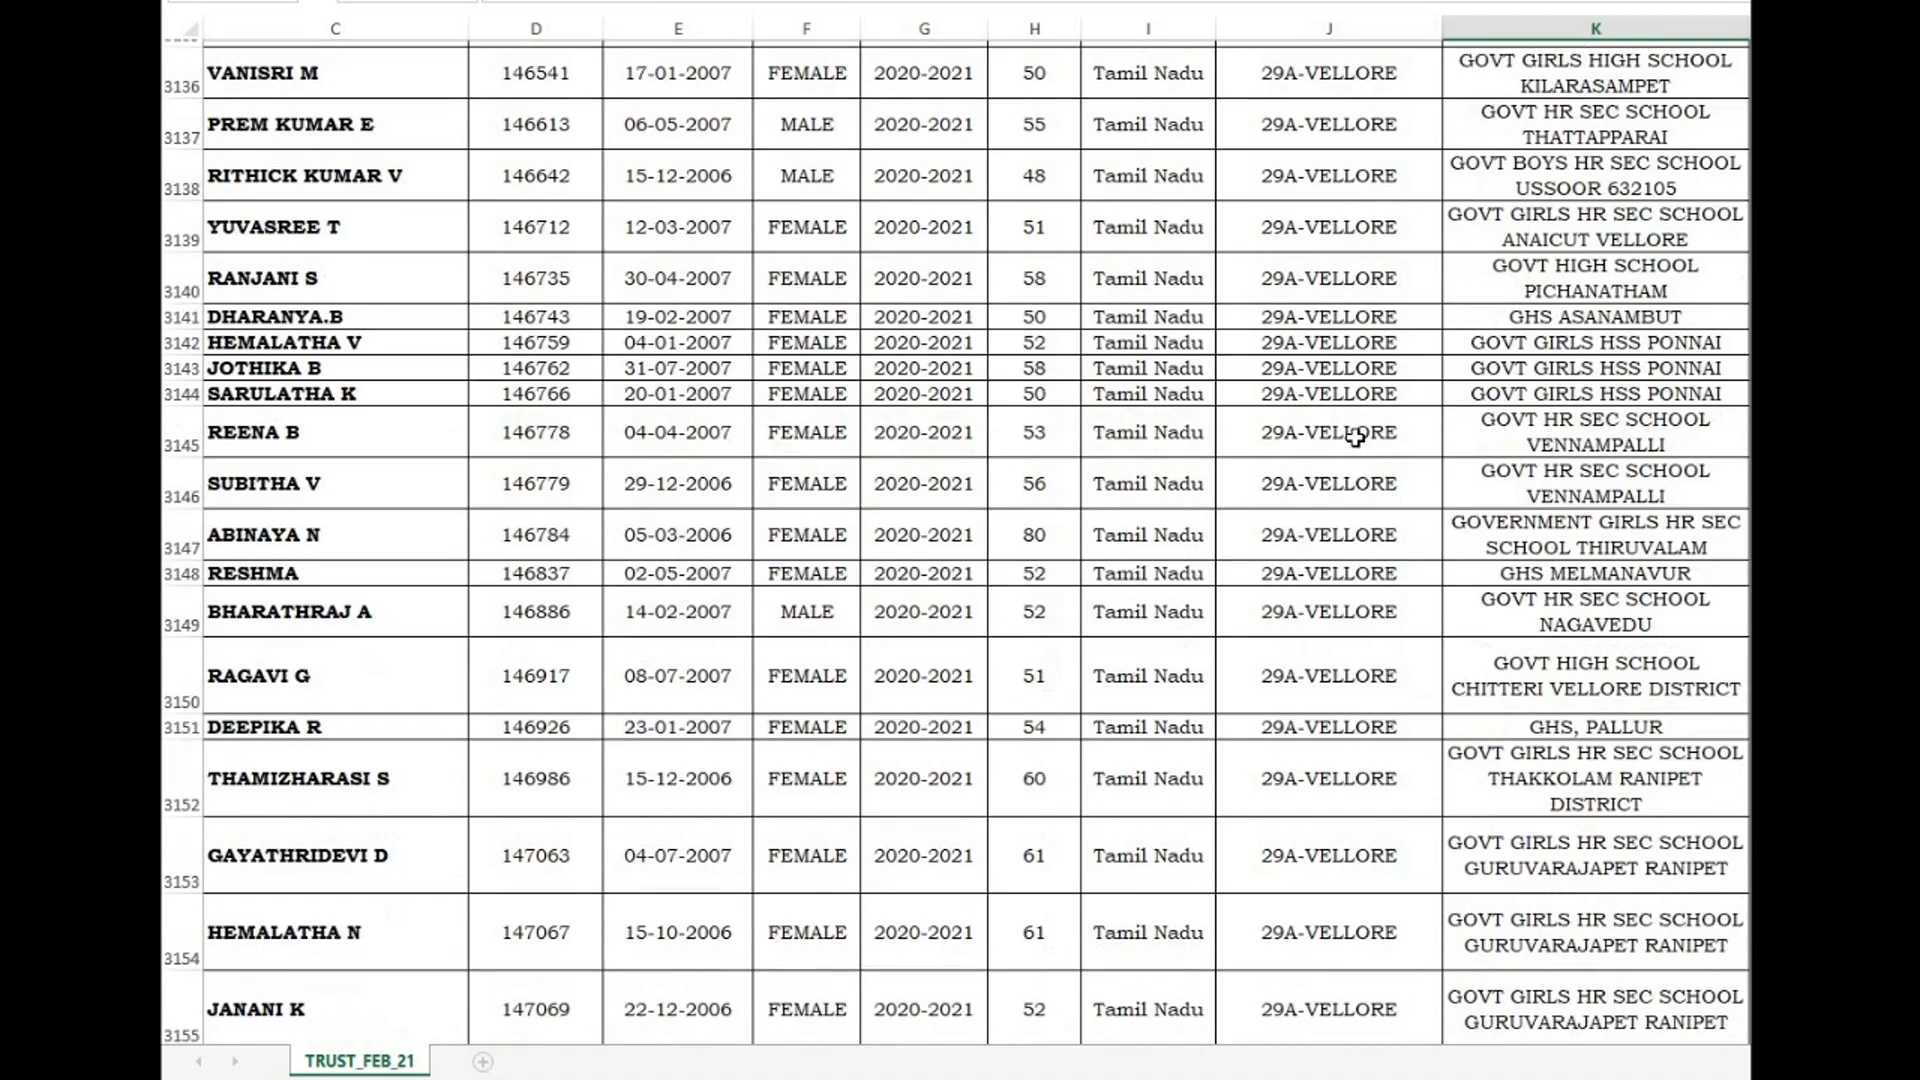 C D E F G H I J K
3136 VANISRI M 146541 17-01-2007 FEMALE 2020-2021 50 Tamil Nadu 29A-VELLORE GOVT GIRLS HIGH SCHOOL
KILARASAMPET
3137 PREM KUMAR E 146613 06-05-2007 MALE 2020-2021 55 Tamil Nadu 29A-VELLORE GOVT HR SEC SCHOOL
THATTAPPARAI
3138 RITHICK KUMAR V 146642 15-12-2006 MALE 2020-2021 48 Tamil Nadu 29A-VELLORE GOVT BOYS HR SEC SCHOOL
USSOOR 632105
3139 YUVASREE T 146712 12-03-2007 FEMALE 2020-2021 51 Tamil Nadu 29A-VELLORE GOVT GIRLS HR SEC SCHOOL
ANAICUT VELLORE
3140 RANJANI S 146735 30-04-2007 FEMALE 2020-2021 58 Tamil Nadu 29A-VELLORE GOVT HIGH SCHOOL
PICHANATHAM
3141 DHARANYA.B 146743 19-02-2007 FEMALE 2020-2021 50 Tamil Nadu 29A-VELLORE GHS ASANAMBUT
3142 HEMALATHA V 146759 04-01-2007 FEMALE 2020-2021 52 Tamil Nadu 29A-VELLORE GOVT GIRLS HSS PONNAI
3143 JOTHIKA B 146762 31-07-2007 FEMALE 2020-2021 58 Tamil Nadu 29A-VELLORE GOVT GIRLS HSS PONNAI
3144 SARULATHA K 146766 20-01-2007 FEMALE 2020-2021 50 Tamil Nadu 29A-VELLORE GOVT GIRLS HSS PONNAI
3145 REENA B 146778 04-04-2007 FEMALE 2020-2021 53 Tamil Nadu 29A-VELLORE GOVT HR SEC SCHOOL
VENNAMPALLI
3146 SUBITHA V 146779 29-12-2006 FEMALE 2020-2021 56 Tamil Nadu 29A-VELLORE GOVT HR SEC SCHOOL
VENNAMPALLI
3147 ABINAYA N 146784 05-03-2006 FEMALE 2020-2021 80 Tamil Nadu 29A-VELLORE GOVERNMENT GIRLS HR SEC
SCHOOL THIRUVALAM
3148 RESHMA 146837 02-05-2007 FEMALE 2020-2021 52 Tamil Nadu 29A-VELLORE GHS MELMANAVUR
3149 BHARATHRAJ A 146886 14-02-2007 MALE 2020-2021 52 Tamil Nadu 29A-VELLORE GOVT HR SEC SCHOOL
NAGAVEDU
3150 RAGAVI G 146917 08-07-2007 FEMALE 2020-2021 51 Tamil Nadu 29A-VELLORE GOVT HIGH SCHOOL
CHITTERI VELLORE DISTRICT
3151 DEEPIKA R 146926 23-01-2007 FEMALE 2020-2021 54 Tamil Nadu 29A-VELLORE GHS, PALLUR
3152 THAMIZHARASI S 146986 15-12-2006 FEMALE 2020-2021 60 Tamil Nadu 29A-VELLORE GOVT GIRLS HR SEC SCHOOL
THAKKOLAM RANIPET
DISTRICT
3153 GAYATHRIDEVI D 147063 04-07-2007 FEMALE 2020-2021 61 Tamil Nadu 29A-VELLORE GOVT GIRLS HR SEC SCHOOL
GURUVARAJAPET RANIPET
3154 HEMALATHA N 147067 15-10-2006 FEMALE 2020-2021 61 Tamil Nadu 29A-VELLORE GOVT GIRLS HR SEC SCHOOL
GURUVARAJAPET RANIPET
3155 JANANI K 147069 22-12-2006 FEMALE 2020-2021 52 Tamil Nadu 29A-VELLORE GOVT GIRLS HR SEC SCHOOL
GURUVARAJAPET RANIPET
TRUST_FEB_21